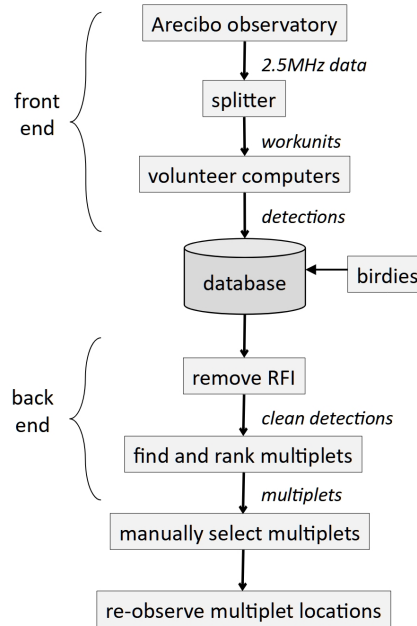 Arecibo observatory
2.5MHz data
front
end
splitter
workunits
volunteer computers
detections
database
birdies
remove RFI
back
end
clean detections
find and rank multiplets
multiplets
manually select multiplets
re-observe multiplet locations